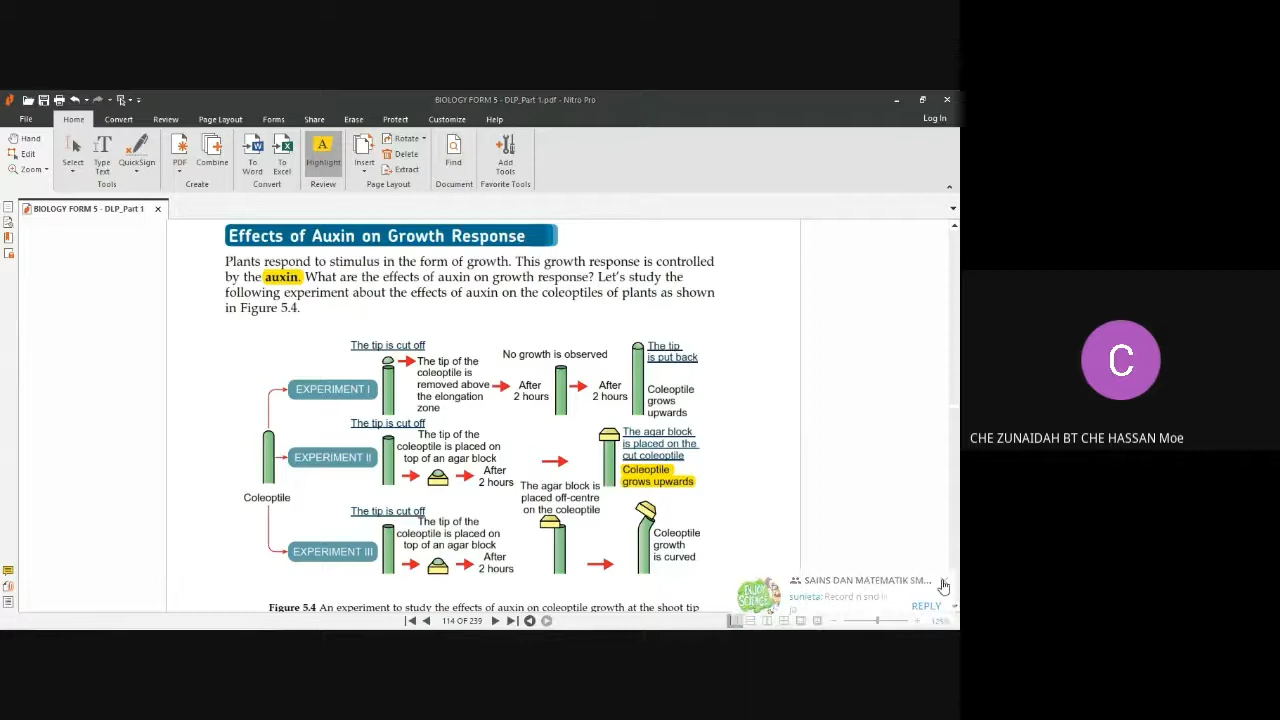 BIOLOGY FORM 5 - DLP_Part 1.pdf - Nitro Pro
File Home Convert Review Page Layout Forms Share Erase Protect Customize Help
Log In
Hand
Edit
Zoom
Select
Type Text
QuickSign
Tools
PDF
Combine
Create
To Word
To Excel
Convert
Highlight
Review
Insert
Rotate
Delete
Extract
Page Layout
Find
Document
Add Tools
Favorite Tools
BIOLOGY FORM 5 - DLP_Part 1
Effects of Auxin on Growth Response
Plants respond to stimulus in the form of growth. This growth response is controlled
by the auxin. What are the effects of auxin on growth response? Let's study the
following experiment about the effects of auxin on the coleoptiles of plants as shown
in Figure 5.4.
Coleoptile
EXPERIMENT I
The tip is cut off
The tip of the
coleoptile is
removed above
the elongation
zone
No growth is observed
After
2 hours
After
2 hours
The tip
is put back
Coleoptile
grows
upwards
EXPERIMENT II
The tip is cut off
The tip of the
coleoptile is placed on
top of an agar block
After
2 hours
The agar block
is placed on the
cut coleoptile
Coleoptile
grows upwards
EXPERIMENT III
The tip is cut off
The tip of the
coleoptile is placed on
top of an agar block
After
2 hours
The agar block is
placed off-centre
on the coleoptile
Coleoptile
growth
is curved
Figure 5.4 An experiment to study the effects of auxin on coleoptile growth at the shoot tip
ENJOY SCIENCE
SAINS DAN MATEMATIK SM...
sunieta: Record n snd
REPLY
114 OF 239
125%
C
CHE ZUNAIDAH BT CHE HASSAN Moe